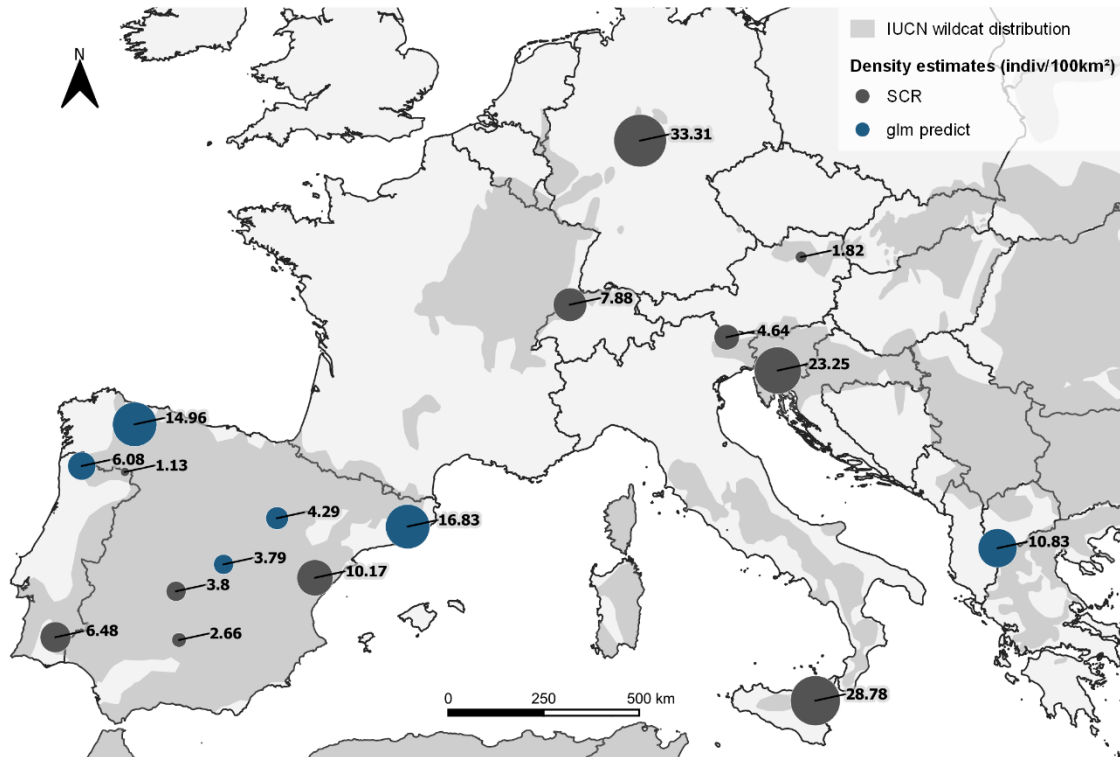 N
IUCN wildcat distribution
Density estimates (indiv/100km²)
SCR
glm predict
33.31
1.82
7.88
4.64
23.25
14.96
6.08
1.13
4.29
16.83
10.83
3.79
10.17
3.8
6.48
2.66
28.78
0 250 500 km